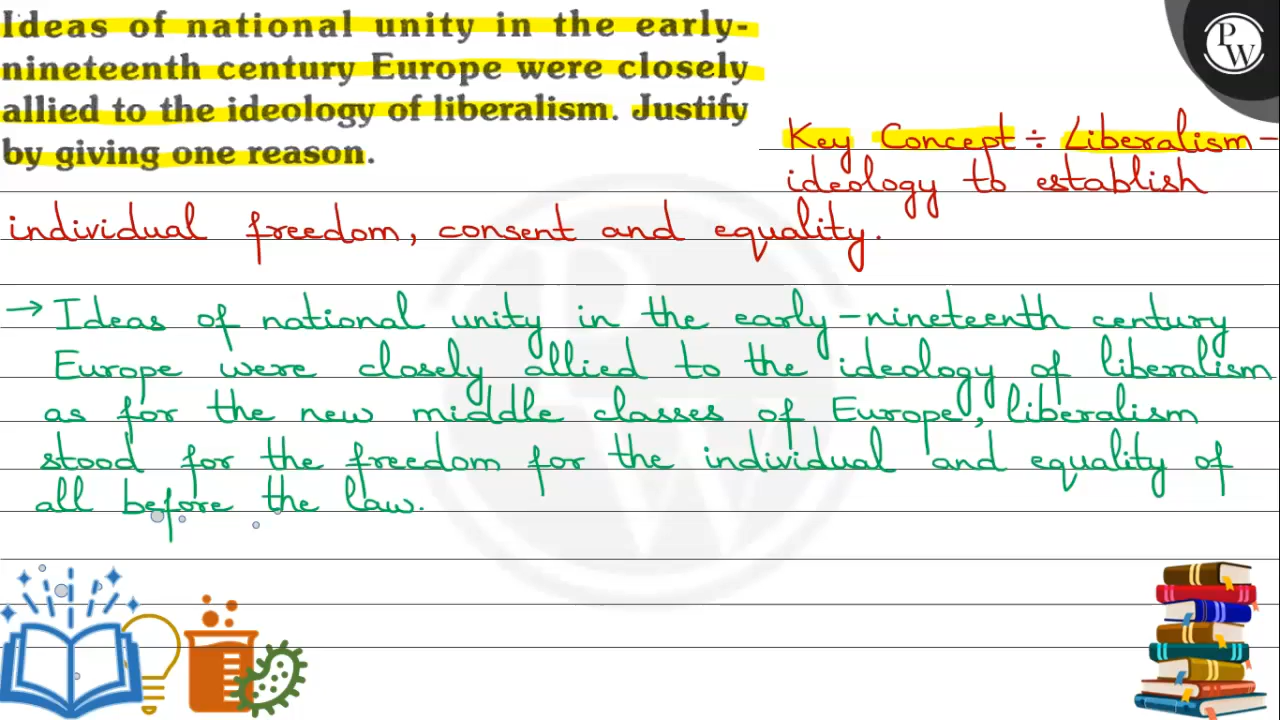 Ideas of national unity in the early-
nineteenth century Europe were closely
allied to the ideology of liberalism. Justify
by giving one reason.
PW
Key Concept ÷ Liberalism -
ideology to establish
individual freedom, consent and equality.
→ Ideas of national unity in the early-nineteenth century
Europe were closely allied to the ideology of liberalism
as for the new middle classes of Europe, liberalism
stood for the freedom for the individual and equality of
all before the law.
PW